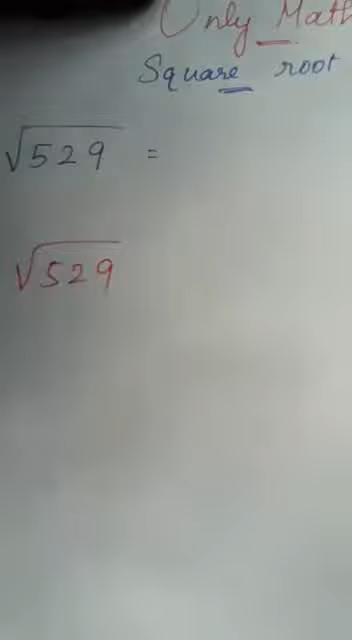 Only Math
Square root
√529 =
√529